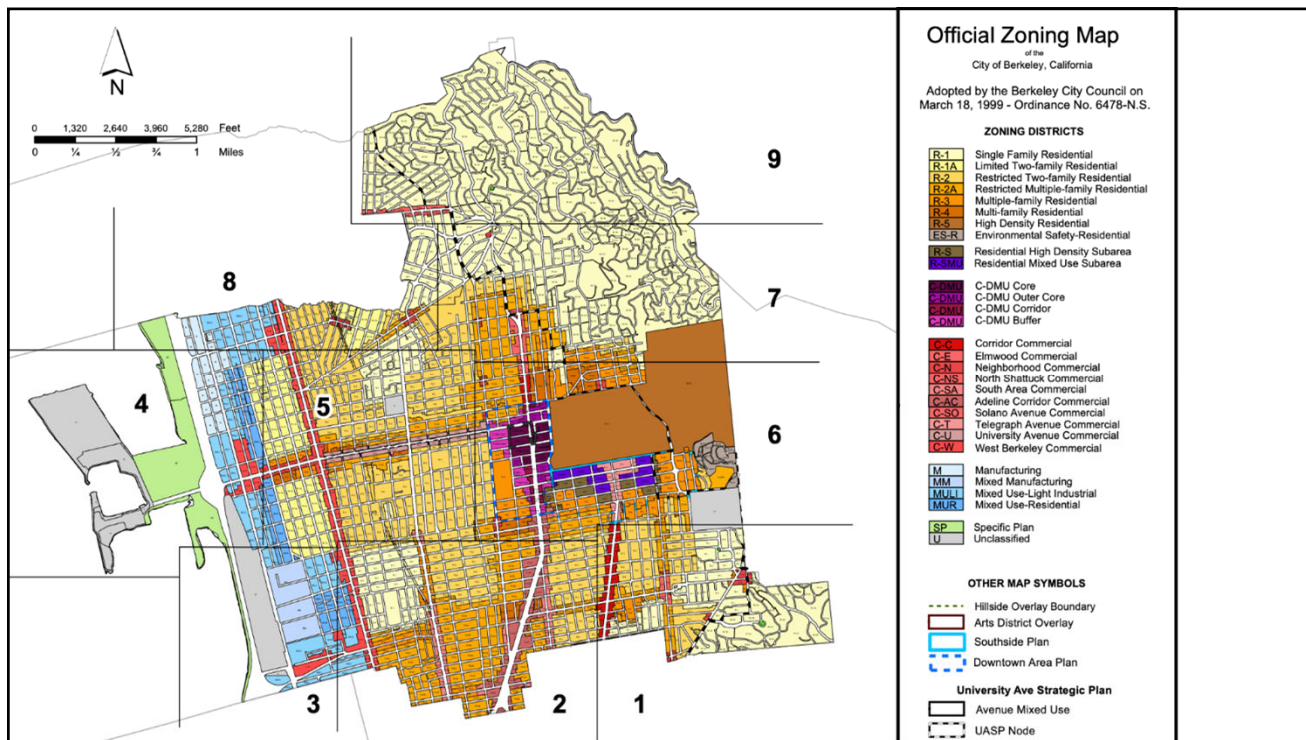 N
0 1,320 2,640 3,960 5,280 Feet
0 ¼ ½ ¾ 1 Miles
9
8
7
4
5
6
3
2
1
Official Zoning Map
of the
City of Berkeley, California
Adopted by the Berkeley City Council on
March 18, 1999 - Ordinance No. 6478-N.S.
ZONING DISTRICTS
R-1 Single Family Residential
R-1A Limited Two-family Residential
R-2 Restricted Two-family Residential
R-2A Restricted Multiple-family Residential
R-3 Multiple-family Residential
R-4 Multi-family Residential
R-5 High Density Residential
ES-R Environmental Safety-Residential
R-S Residential High Density Subarea
R-SMU Residential Mixed Use Subarea
C-DMU C-DMU Core
C-DMU C-DMU Outer Core
C-DMU C-DMU Corridor
C-DMU C-DMU Buffer
C-C Corridor Commercial
C-E Elmwood Commercial
C-N Neighborhood Commercial
C-NS North Shattuck Commercial
C-SA South Area Commercial
C-AC Adeline Corridor Commercial
C-SO Solano Avenue Commercial
C-T Telegraph Avenue Commercial
C-U University Avenue Commercial
C-W West Berkeley Commercial
M Manufacturing
MM Mixed Manufacturing
MULI Mixed Use-Light Industrial
MUR Mixed Use-Residential
SP Specific Plan
U Unclassified
OTHER MAP SYMBOLS
Hillside Overlay Boundary
Arts District Overlay
Southside Plan
Downtown Area Plan
University Ave Strategic Plan
Avenue Mixed Use
UASP Node